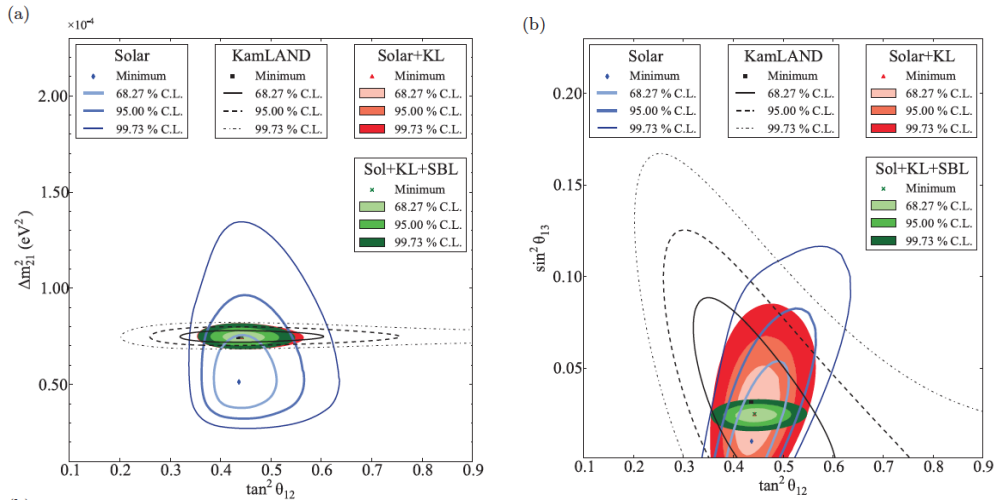 (a)
×10⁻⁴
Solar
Minimum
68.27 % C.L.
95.00 % C.L.
99.73 % C.L.
KamLAND
Minimum
68.27 % C.L.
95.00 % C.L.
99.73 % C.L.
Solar+KL
Minimum
68.27 % C.L.
95.00 % C.L.
99.73 % C.L.
Sol+KL+SBL
Minimum
68.27 % C.L.
95.00 % C.L.
99.73 % C.L.
2.00
1.50
1.00
0.50
Δm²₂₁ (eV²)
0.1 0.2 0.3 0.4 0.5 0.6 0.7 0.8 0.9
tan² θ₁₂
(b)
Solar
Minimum
68.27 % C.L.
95.00 % C.L.
99.73 % C.L.
KamLAND
Minimum
68.27 % C.L.
95.00 % C.L.
99.73 % C.L.
Solar+KL
Minimum
68.27 % C.L.
95.00 % C.L.
99.73 % C.L.
Sol+KL+SBL
Minimum
68.27 % C.L.
95.00 % C.L.
99.73 % C.L.
0.20
0.15
0.10
0.05
sin² θ₁₃
0.1 0.2 0.3 0.4 0.5 0.6 0.7 0.8 0.9
tan² θ₁₂